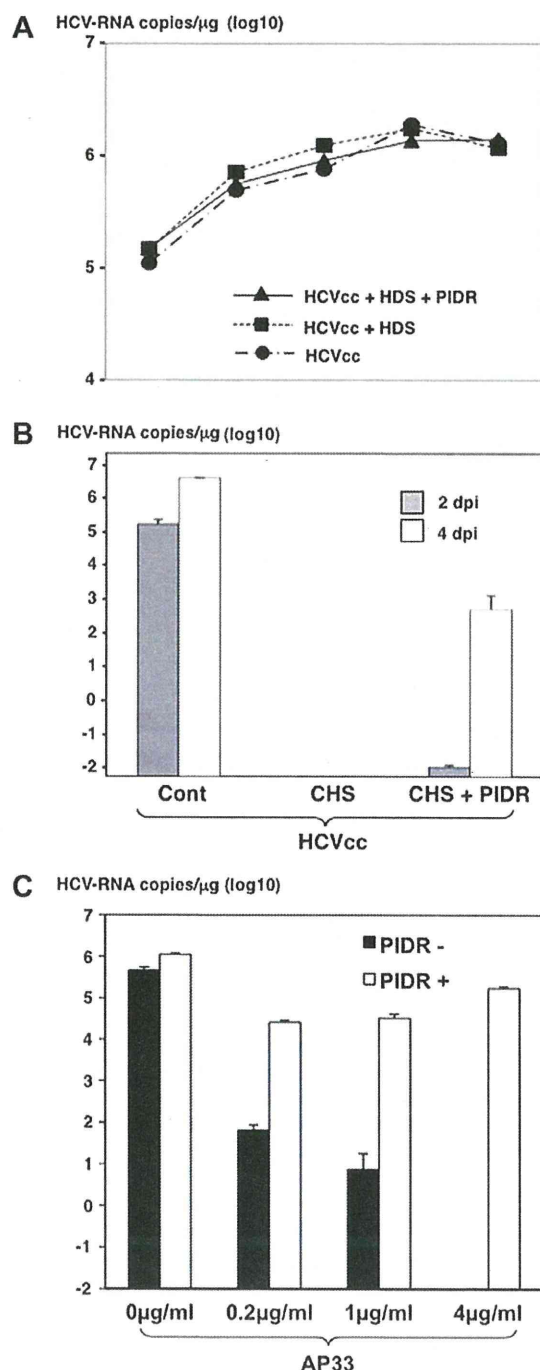 A
HCV-RNA copies/µg (log10)
7
6
5
4
HCVcc + HDS + PIDR
HCVcc + HDS
HCVcc
B
HCV-RNA copies/µg (log10)
7
6
5
4
3
2
1
0
-1
-2
2 dpi
4 dpi
Cont CHS CHS + PIDR
HCVcc
C
HCV-RNA copies/µg (log10)
7
6
5
4
3
2
1
0
-1
-2
PIDR -
PIDR +
0µg/ml 0.2µg/ml 1µg/ml 4µg/ml
AP33